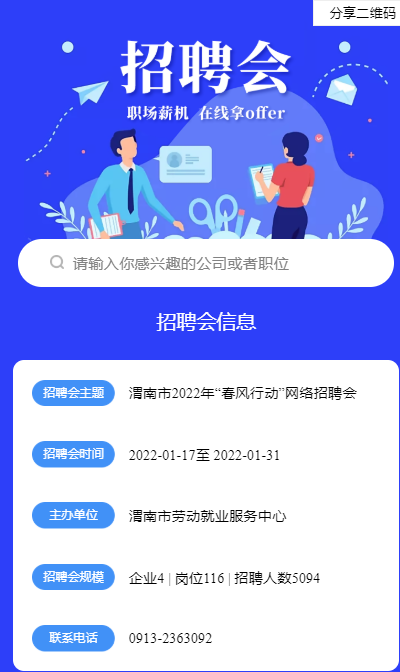 分享二维码
招聘会
职场薪机 在线拿offer
请输入你感兴趣的公司或者职位
招聘会信息
招聘会主题 渭南市2022年“春风行动”网络招聘会
招聘会时间 2022-01-17至 2022-01-31
主办单位 渭南市劳动就业服务中心
招聘会规模 企业4 | 岗位116 | 招聘人数5094
联系电话 0913-2363092